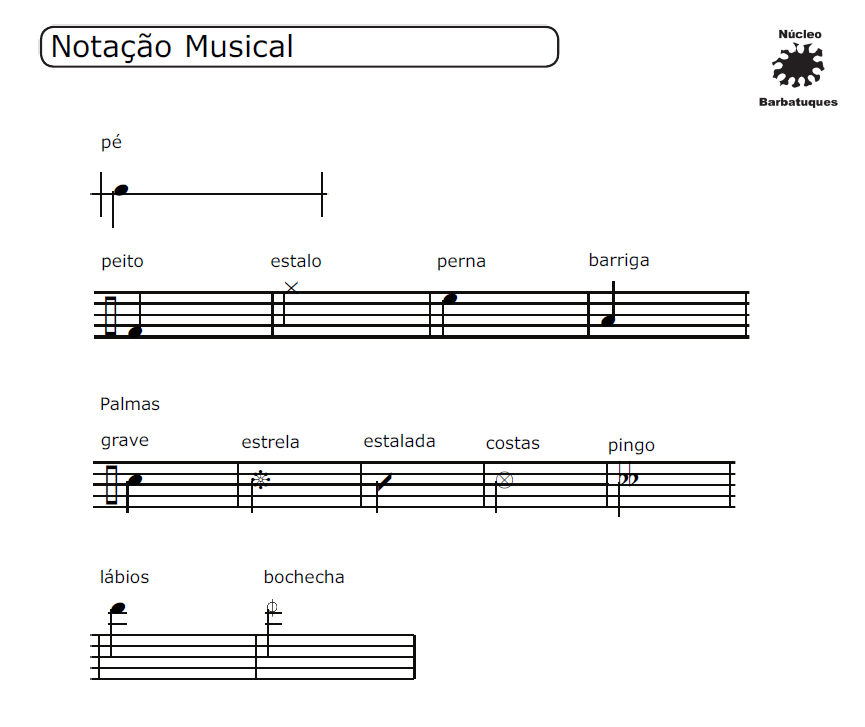 Notação Musical
Núcleo
Barbatuques
pé
peito estalo perna barriga
Palmas
grave estrela estalada costas pingo
lábios bochecha